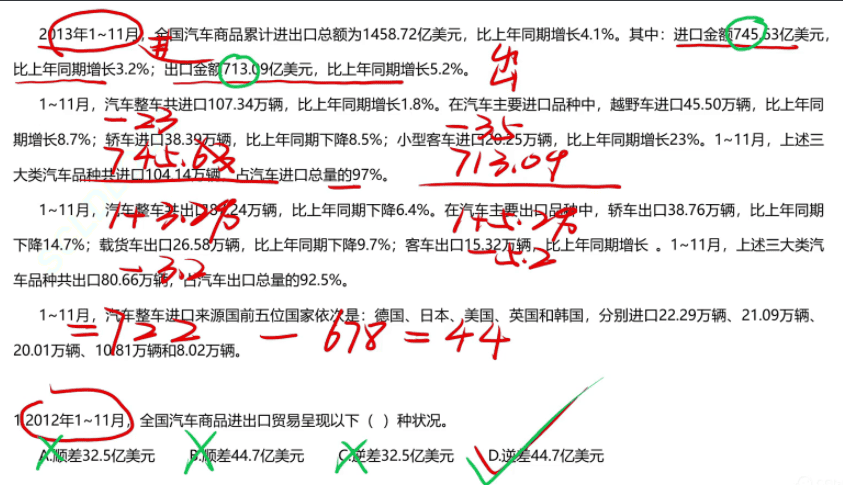 2013年1~11月，全国汽车商品累计进出口总额为1458.72亿美元，比上年同期增长4.1%。其中：进口金额745.63亿美元，
比上年同期增长3.2%；出口金额713.09亿美元，比上年同期增长5.2%。
进
出
1~11月，汽车整车共进口107.34万辆，比上年同期增长1.8%。在汽车主要进口品种中，越野车进口45.50万辆，比上年同
-23
-35
期增长8.7%；轿车进口38.39万辆，比上年同期下降8.5%；小型客车进口20.25万辆，比上年同期增长23%。1~11月，上述三
745.63
713.09
大类汽车品种共进口104.14万辆，占汽车进口总量的97%。
1~11月，汽车整车共出口87.24万辆，比上年同期下降6.4%。在汽车主要出口品种中，轿车出口38.76万辆，比上年同期
1+3.2%
1+5.2%
下降14.7%；载货车出口26.58万辆，比上年同期下降9.7%；客车出口15.32万辆，比上年同期增长 。1~11月，上述三大类汽
-3.2
-5.2
车品种共出口80.66万辆，占汽车出口总量的92.5%。
1~11月，汽车整车进口来源国前五位国家依次是：德国、日本、美国、英国和韩国，分别进口22.29万辆、21.09万辆、
=722 - 678=44
20.01万辆、10.81万辆和8.02万辆。
1.2012年1~11月，全国汽车商品进出口贸易呈现以下（ ）种状况。
A.顺差32.5亿美元 B.顺差44.7亿美元 C.逆差32.5亿美元 D.逆差44.7亿美元